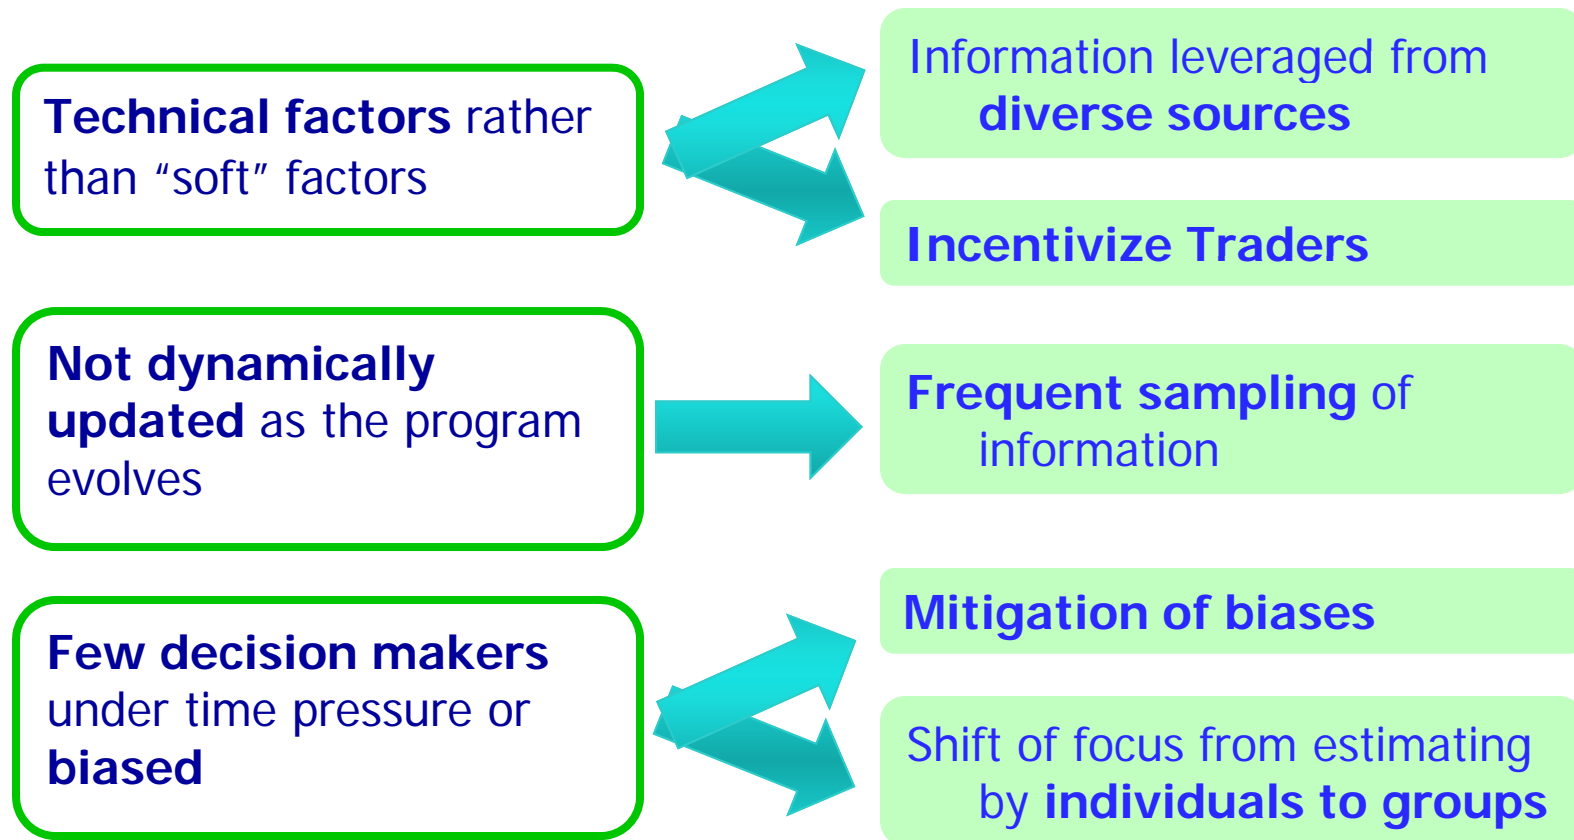 Technical factors rather
than “soft” factors
Information leveraged from
diverse sources
Incentivize Traders
Not dynamically
updated as the program
evolves
Frequent sampling of
information
Few decision makers
under time pressure or
biased
Mitigation of biases
Shift of focus from estimating
by individuals to groups